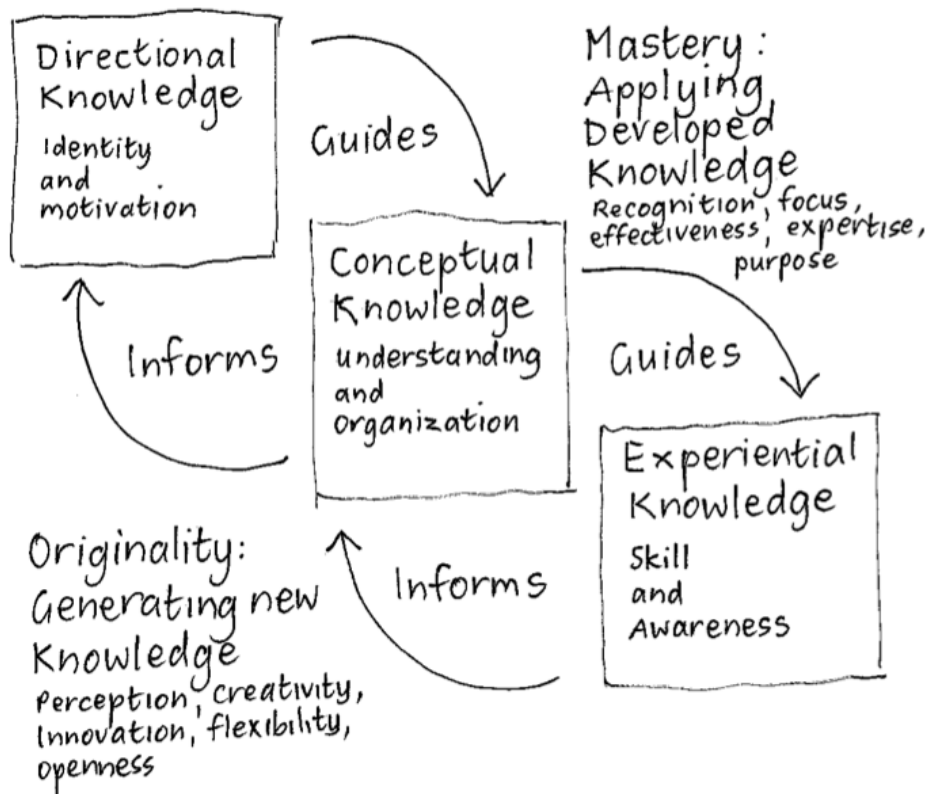 Directional
Knowledge
Identity
and
motivation
Guides
Mastery:
Applying
Developed
Knowledge
Recognition, focus,
effectiveness, expertise,
purpose
Conceptual
Knowledge
understanding
and
organization
Informs
Guides
Experiential
Knowledge
Skill
and
Awareness
Informs
Originality:
Generating new
Knowledge
Perception, creativity,
Innovation, flexibility,
openness